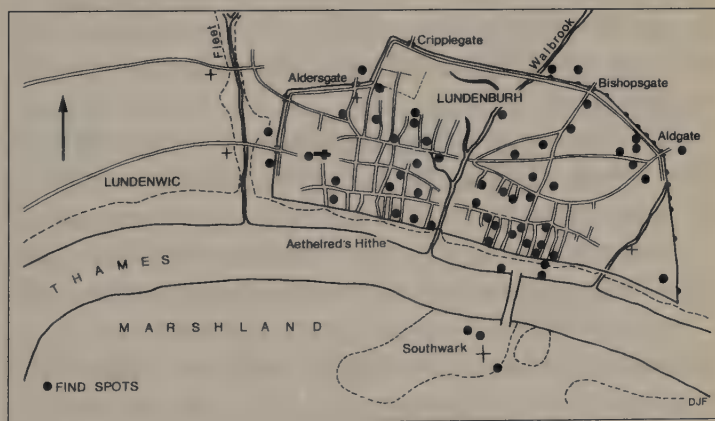 Fleet
Cripplegate
Walbrook
Aldersgate
Bishopsgate
LUNDENBURH
Aldgate
LUNDENWIC
Aethelred's Hithe
THAMES
MARSHLAND
Southwark
FIND SPOTS
DJF